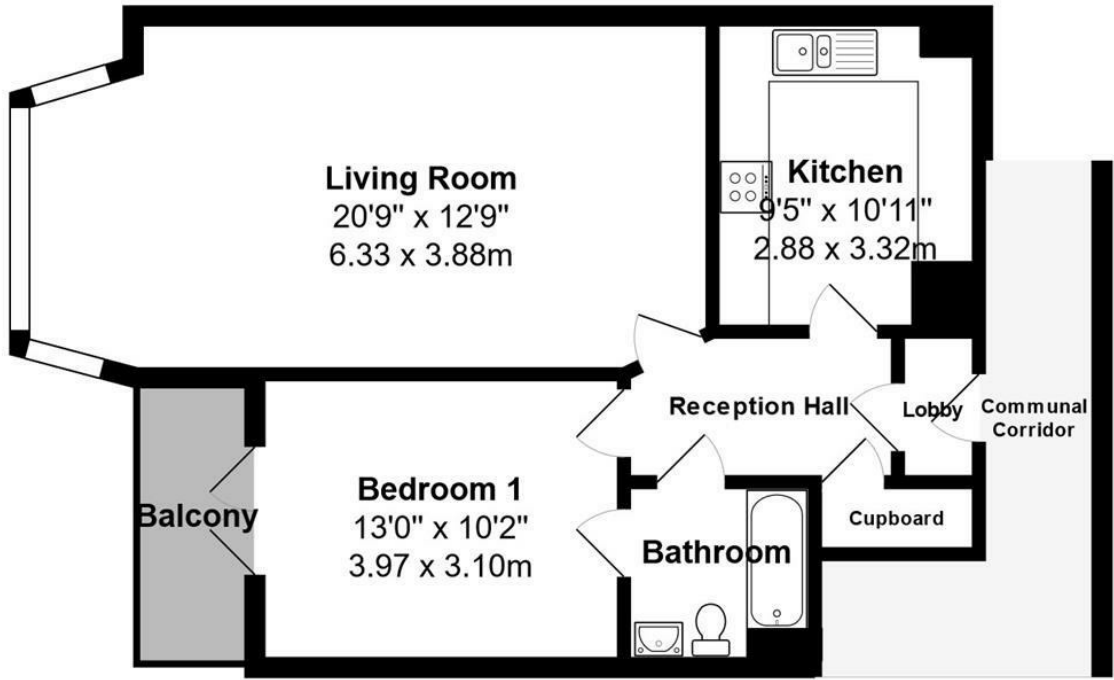 Living Room
20'9" x 12'9"
6.33 x 3.88m
Kitchen
9'5" x 10'11"
2.88 x 3.32m
Reception Hall
Lobby
Communal
Corridor
Balcony
Bedroom 1
13'0" x 10'2"
3.97 x 3.10m
Bathroom
Cupboard